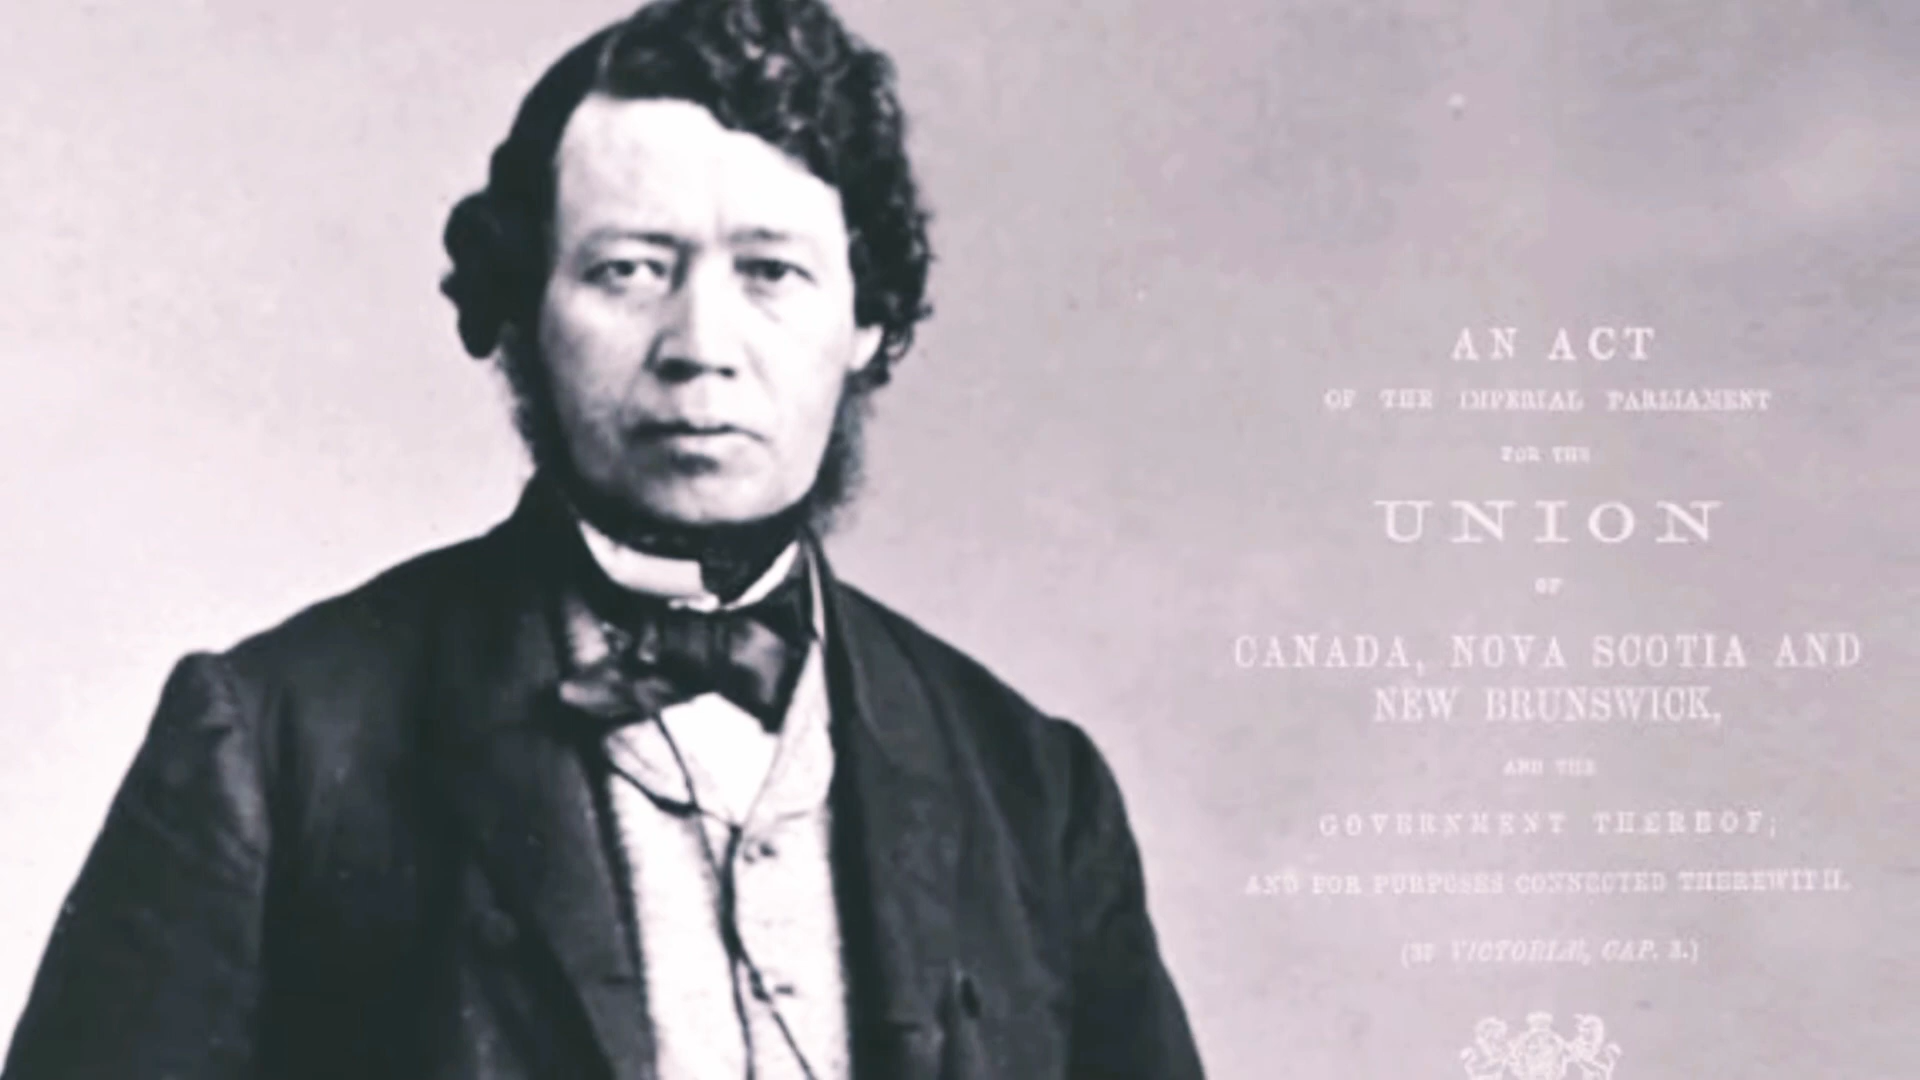 AN ACT
OF THE IMPERIAL PARLIAMENT
FOR THE
UNION
OF
CANADA, NOVA SCOTIA AND
NEW BRUNSWICK,
AND THE
GOVERNMENT THEREOF;
AND FOR PURPOSES CONNECTED THEREWITH.
(30 VICTORIÆ, CAP. 3.)